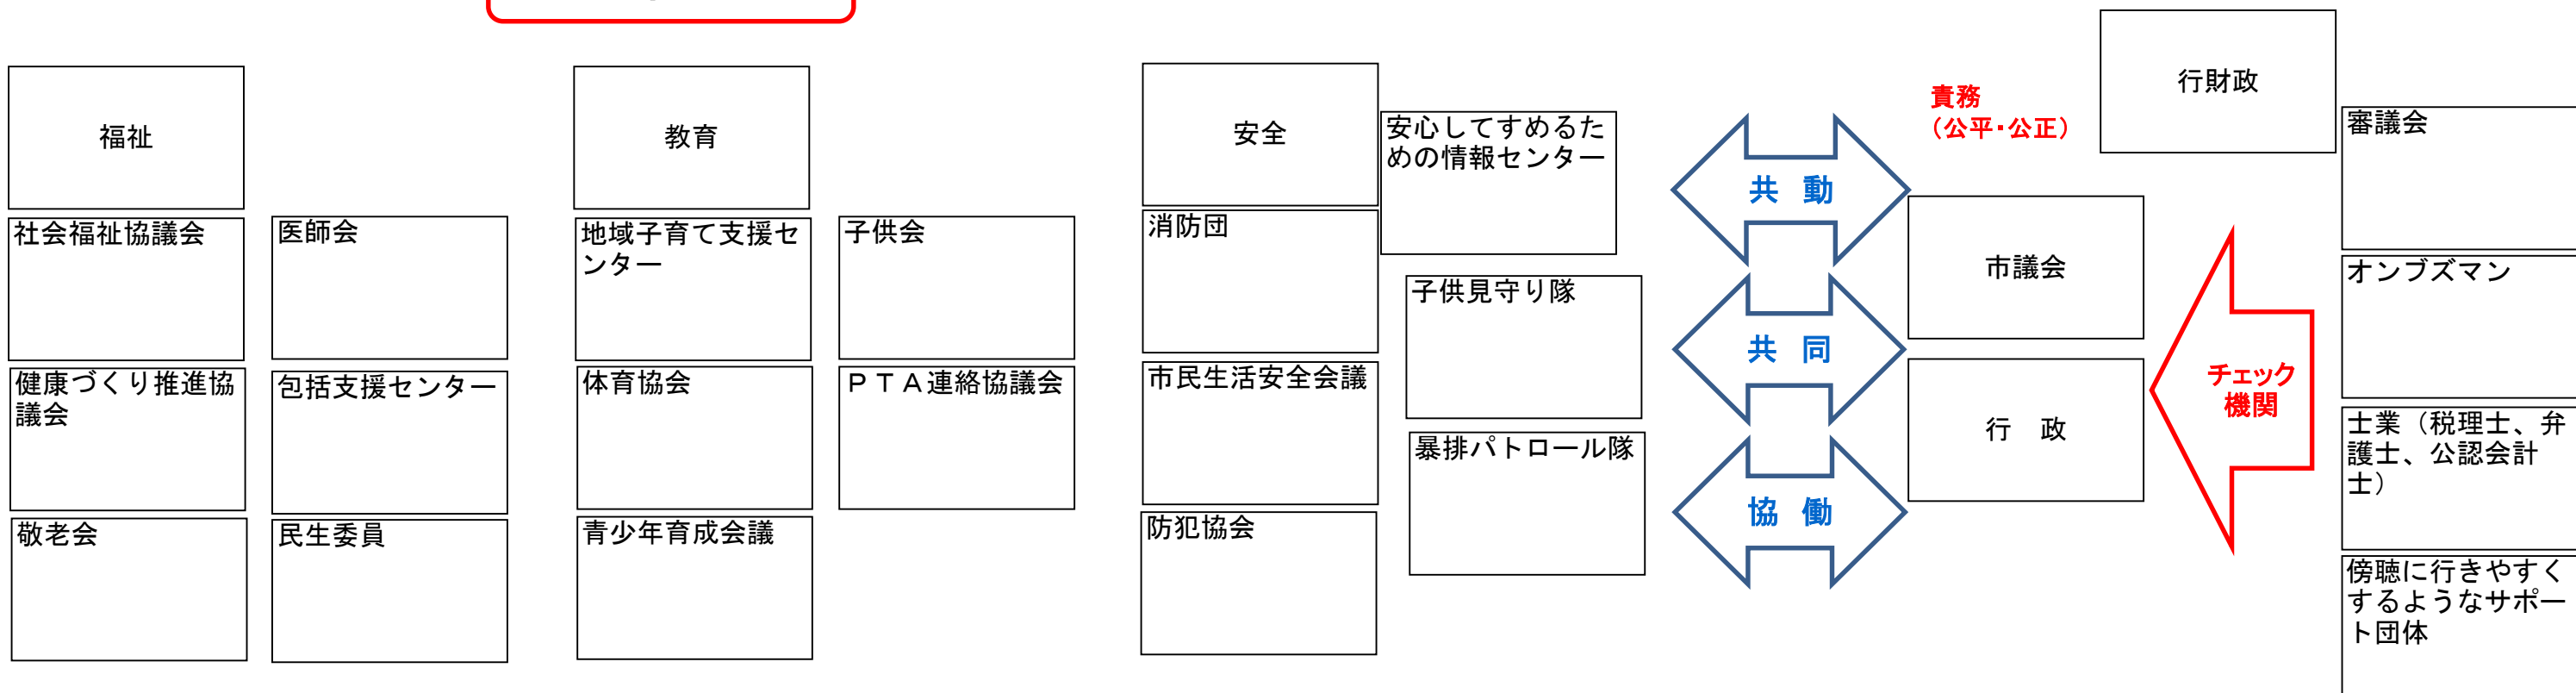 福祉
社会福祉協議会
医師会
健康づくり推進協
議会
包括支援センター
敬老会
民生委員
教育
地域子育て支援セ
ンター
子供会
体育協会
ＰＴＡ連絡協議会
青少年育成会議
安全
安心してすめるた
めの情報センター
消防団
子供見守り隊
市民生活安全会議
暴排パトロール隊
防犯協会
共　動
共　同
協　働
責務
（公平・公正）
行財政
市議会
行　政
チェック
機関
審議会
オンブズマン
士業（税理士、弁
護士、公認会計
士）
傍聴に行きやすく
するようなサポー
ト団体